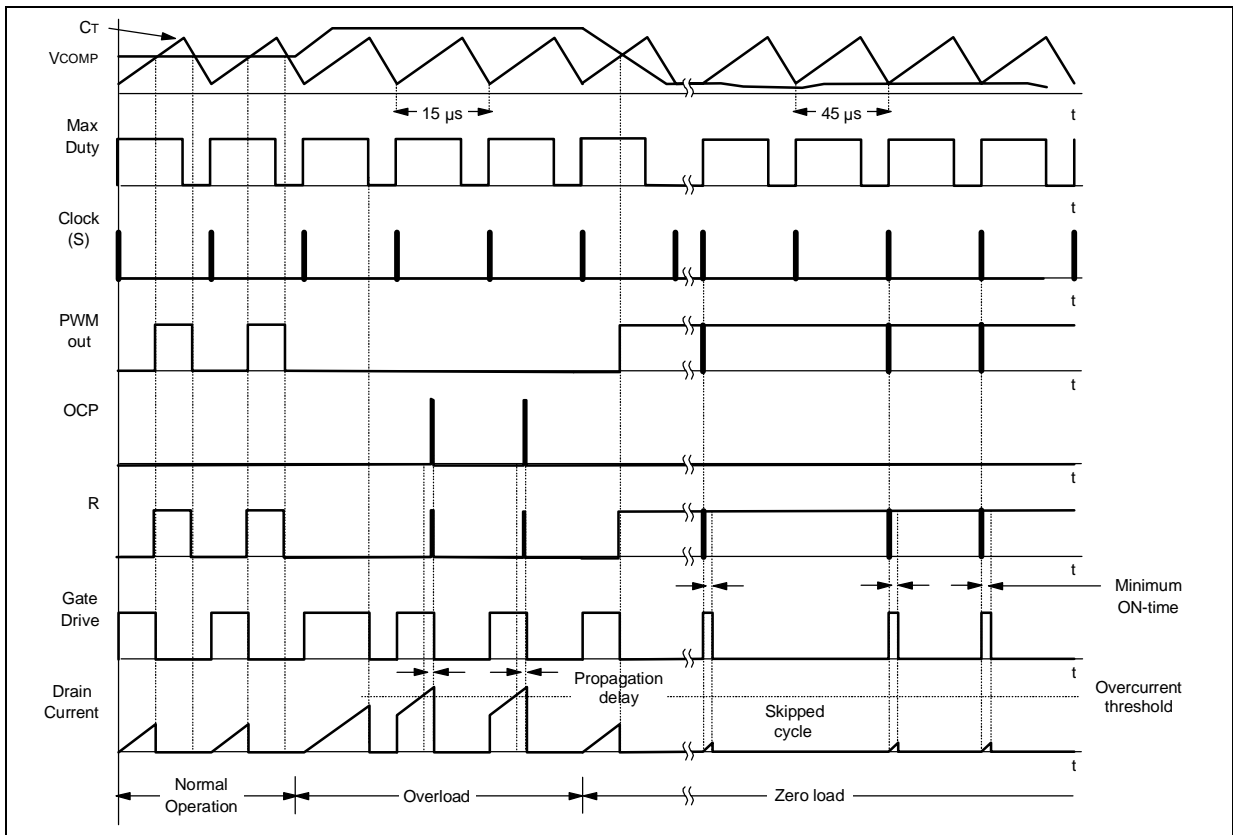 CT
VCOMP
15 µs
45 µs
t
Max
Duty
t
Clock
(S)
t
PWM
out
t
OCP
t
R
t
Minimum
ON-time
Gate
Drive
t
Propagation
delay
Drain
Current
Overcurrent
threshold
Skipped
cycle
t
Normal
Operation
Overload
Zero load